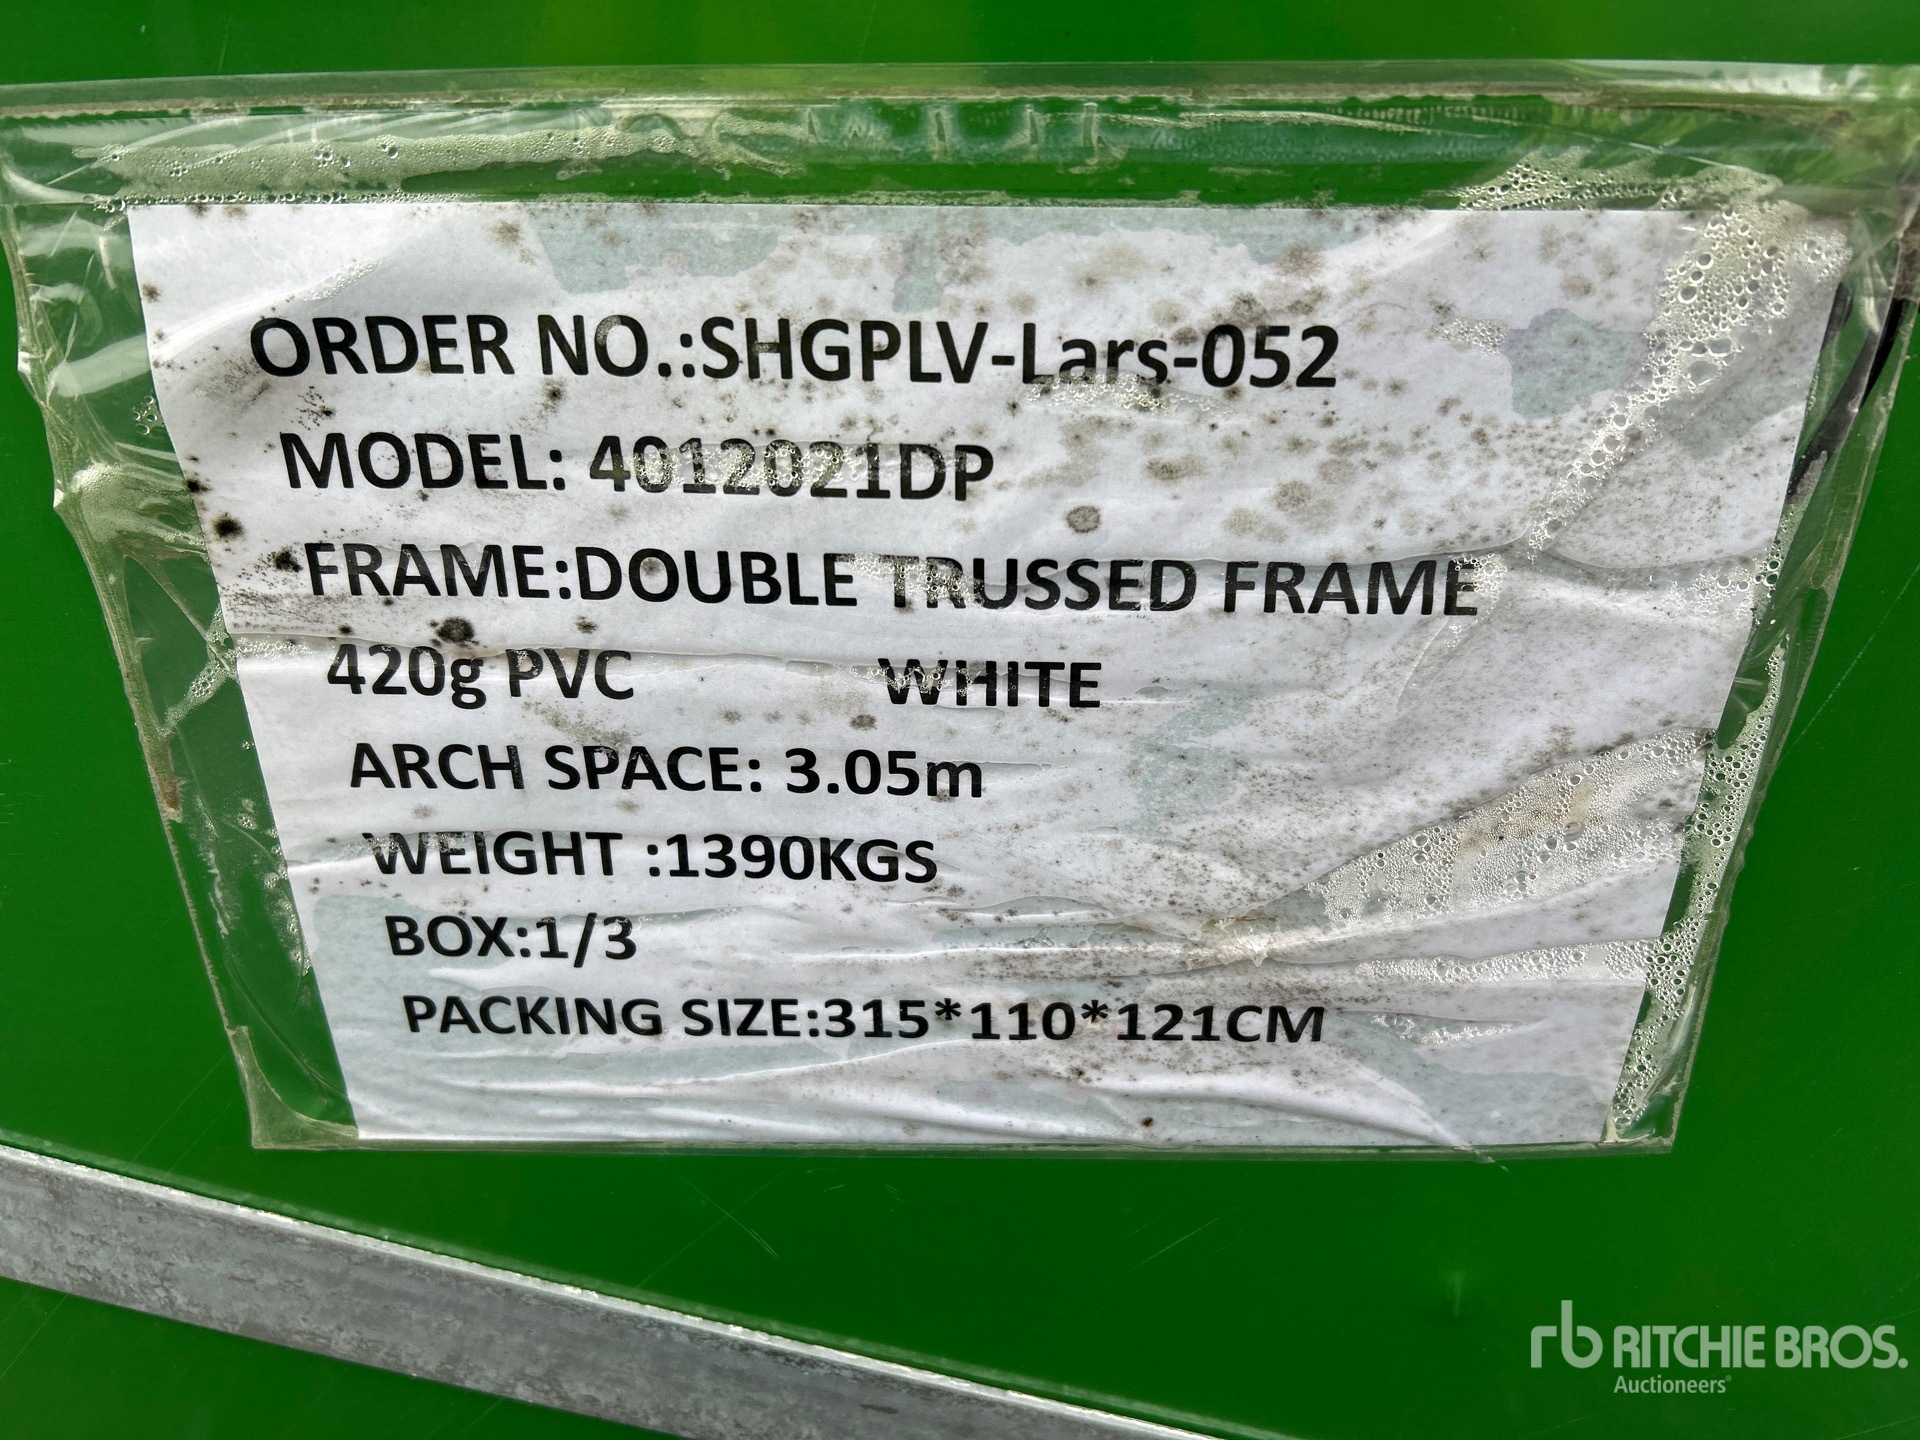 ORDER NO.:SHGPLV-Lars-052
MODEL: 4012021DP
FRAME:DOUBLE TRUSSED FRAME
420g PVC WHITE
ARCH SPACE: 3.05m
WEIGHT :1390KGS
BOX:1/3
PACKING SIZE:315*110*121CM
rb RITCHIE BROS.
Auctioneers